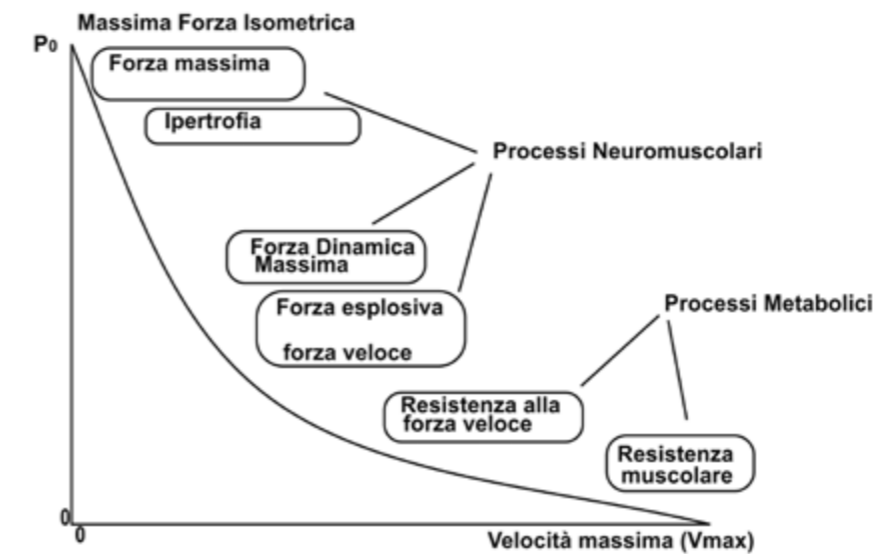 Massima Forza Isometrica
P0
Forza massima
Ipertrofia
Processi Neuromuscolari
Forza Dinamica
Massima
Forza esplosiva
forza veloce
Processi Metabolici
Resistenza alla
forza veloce
Resistenza
muscolare
0
0
Velocità massima (Vmax)